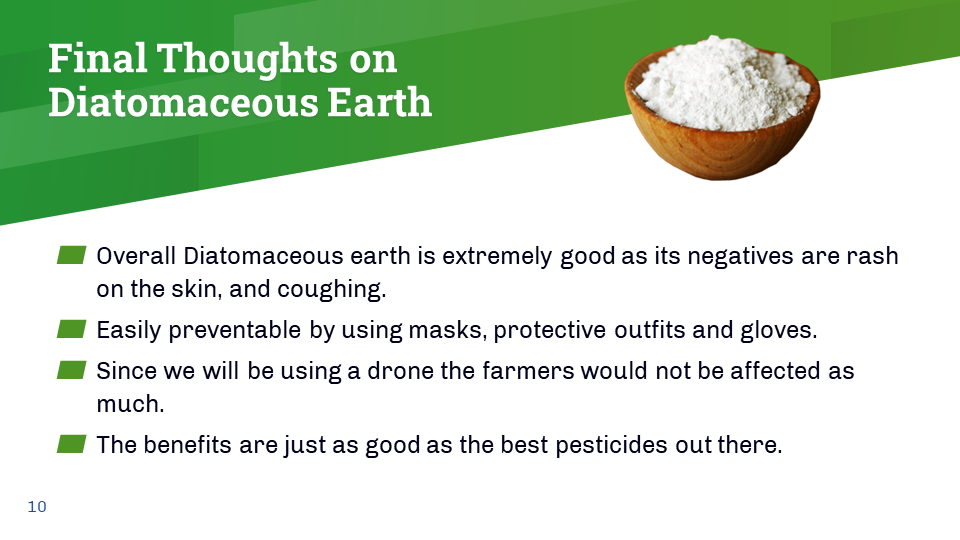 Final Thoughts on
Diatomaceous Earth
Overall Diatomaceous earth is extremely good as its negatives are rash
on the skin, and coughing.
Easily preventable by using masks, protective outfits and gloves.
Since we will be using a drone the farmers would not be affected as
much.
The benefits are just as good as the best pesticides out there.
10